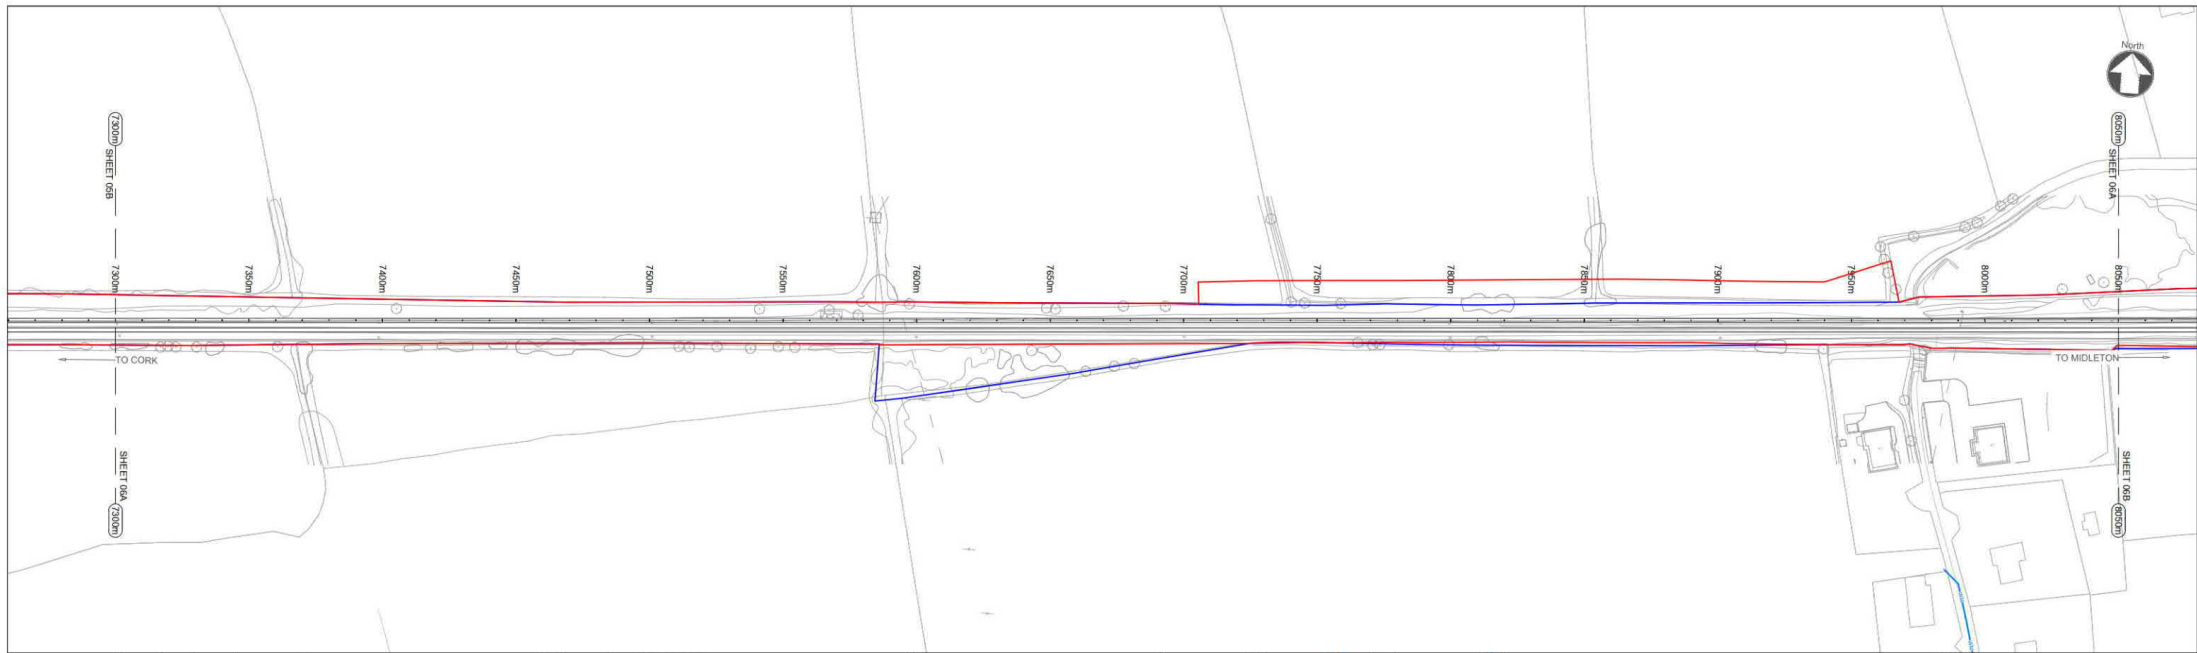 North
7300m
SHEET 05B
8050m
SHEET 06A
7300m
7350m
7400m
7450m
7500m
7550m
7600m
7650m
7700m
7750m
7800m
7850m
7900m
7950m
8000m
8050m
TO CORK
TO MIDLETON
SHEET 06A
7300m
SHEET 06B
8050m